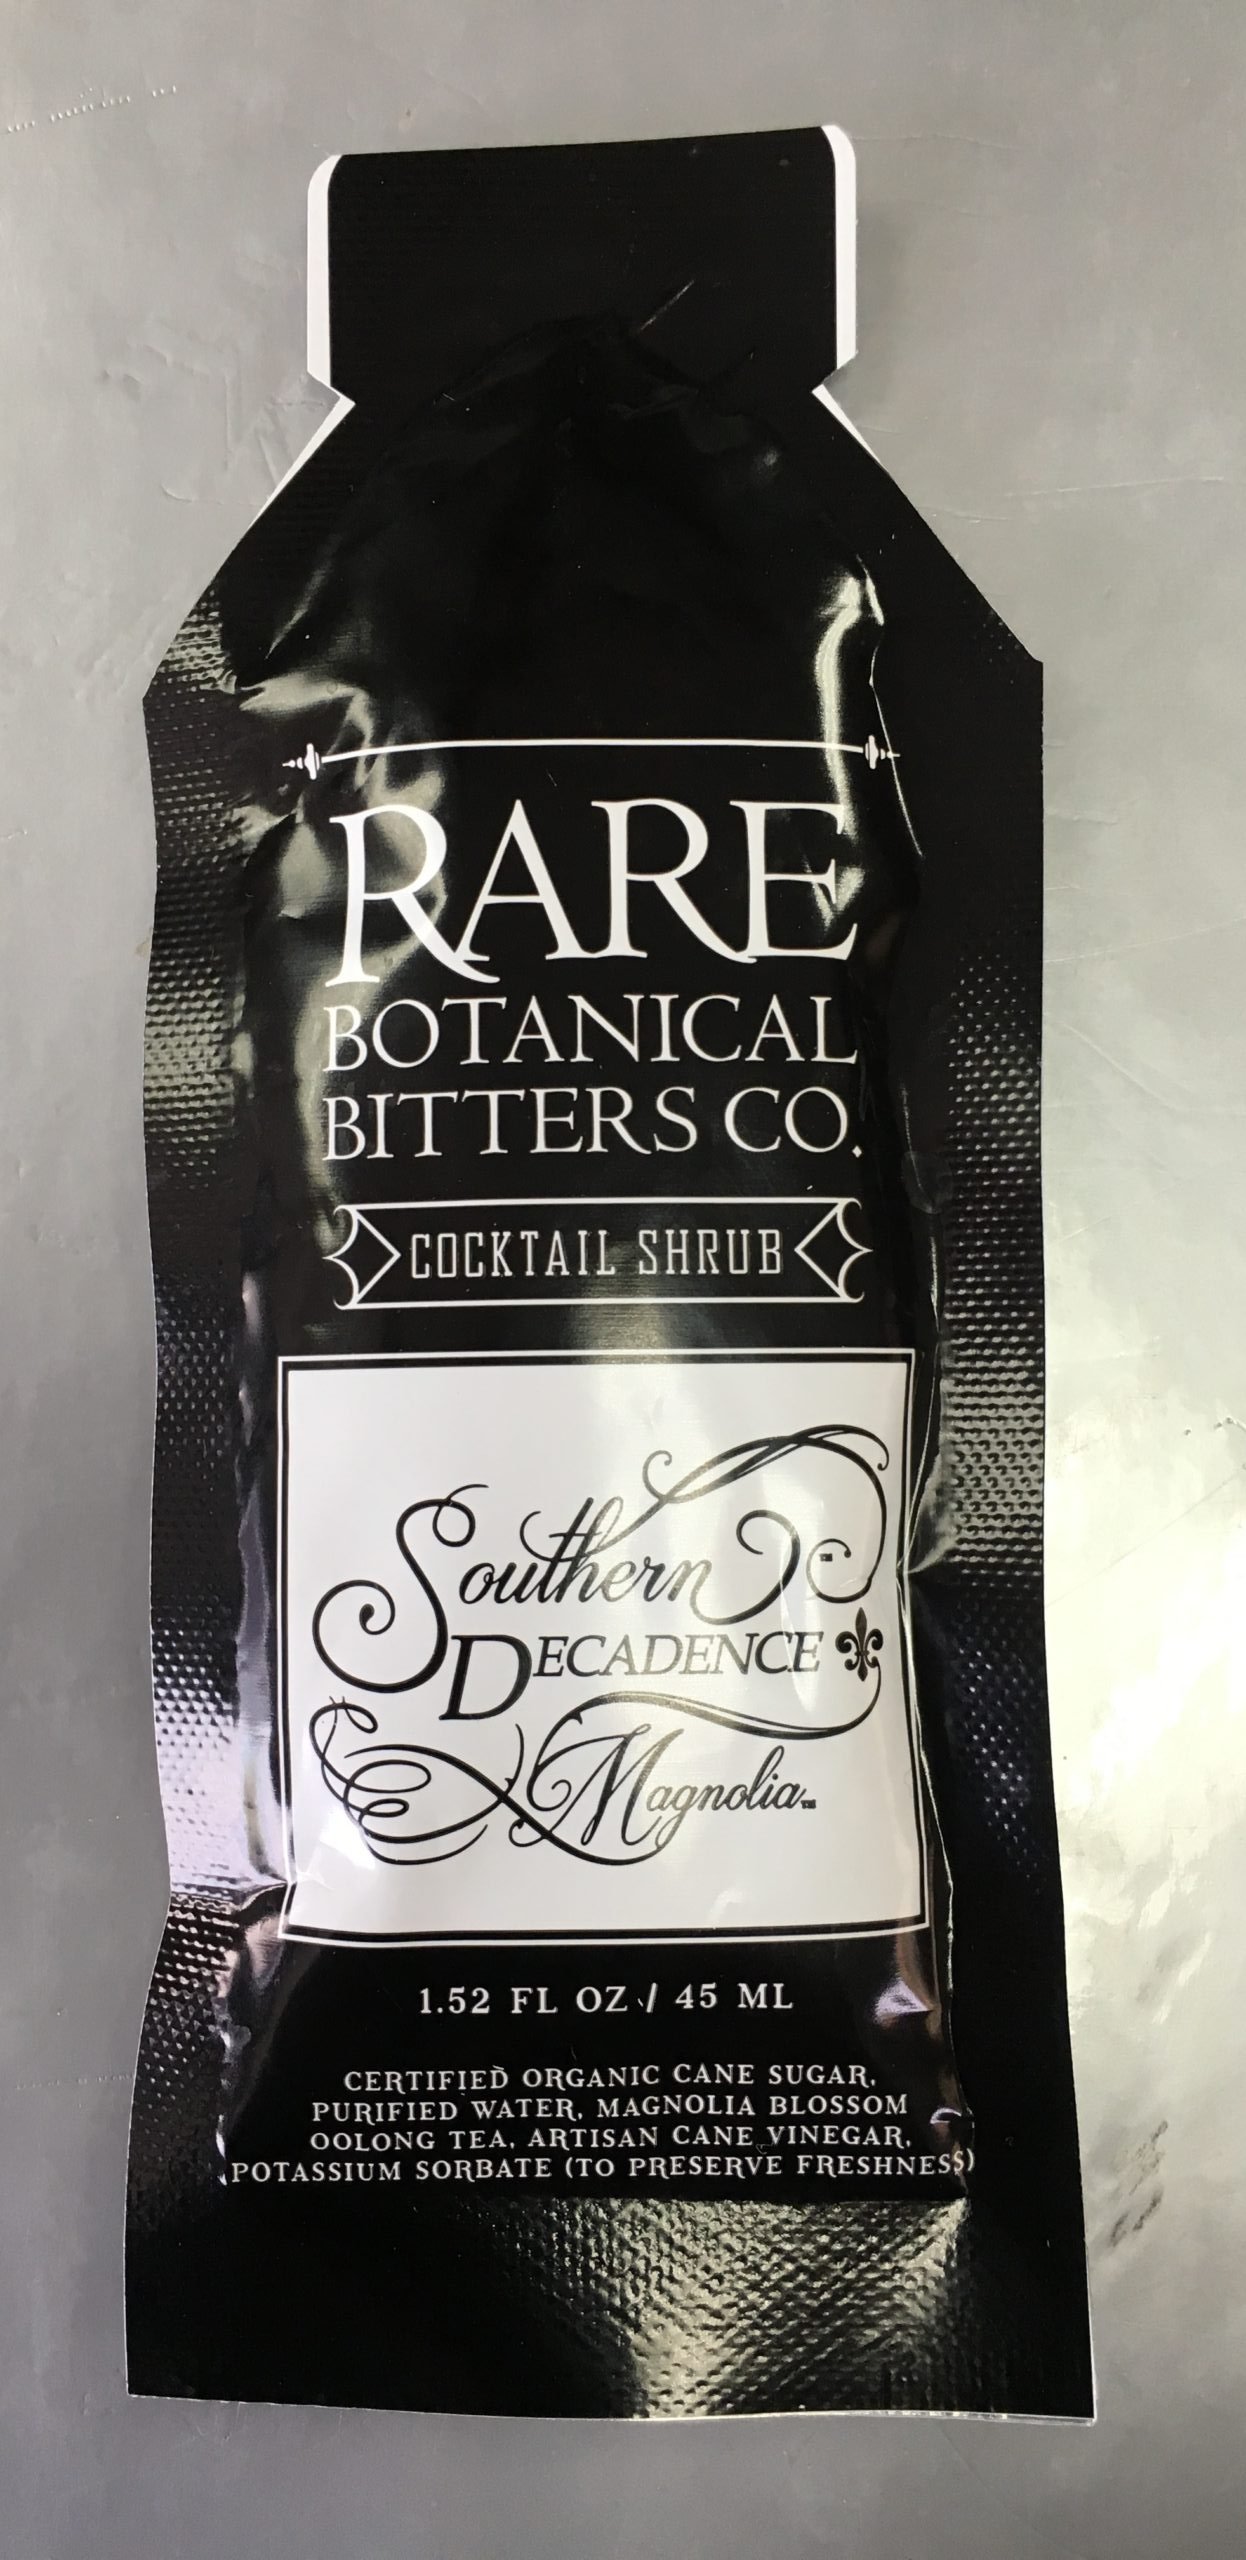 RARE
BOTANICAL
BITTERS CO.
COCKTAIL SHRUB
Southern
DECADENCE
Magnolia™
1.52 FL OZ / 45 ML
CERTIFIED ORGANIC CANE SUGAR,
PURIFIED WATER, MAGNOLIA BLOSSOM
OOLONG TEA, ARTISAN CANE VINEGAR,
POTASSIUM SORBATE (TO PRESERVE FRESHNESS)